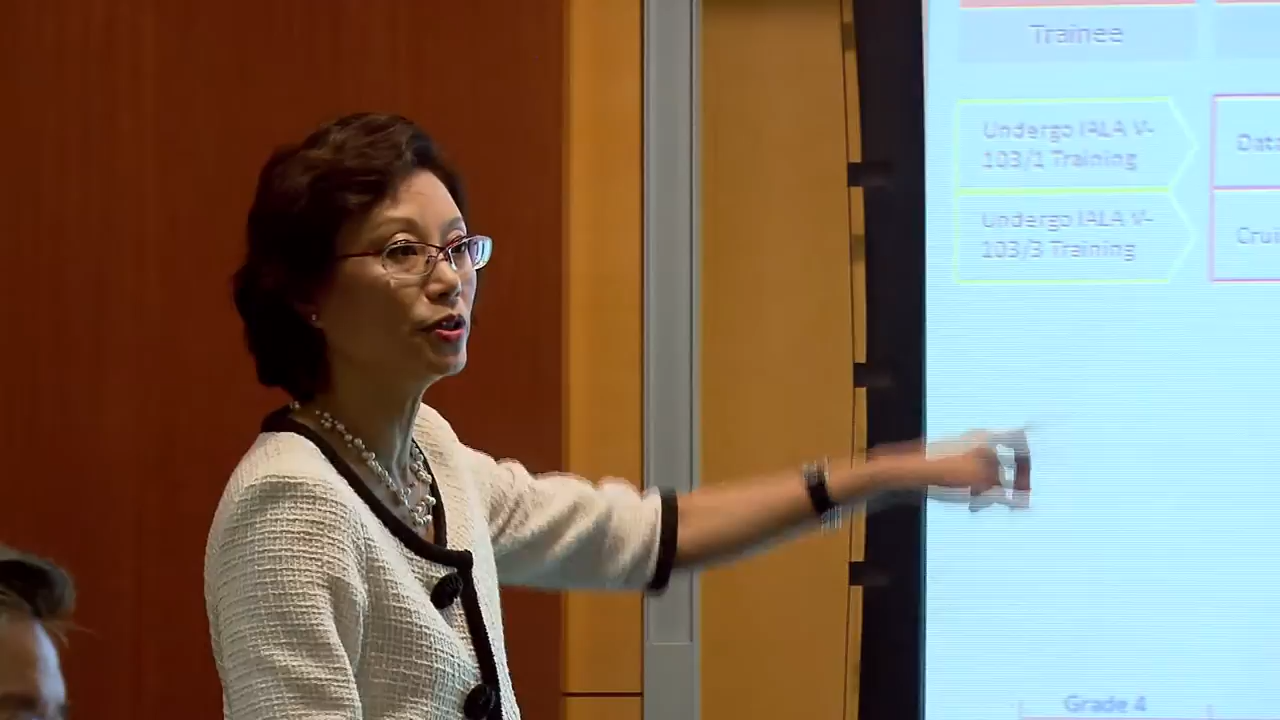 Trainee
Undergo IALA V-
103/1 Training
Undergo IALA V-
103/3 Training
Grade 4